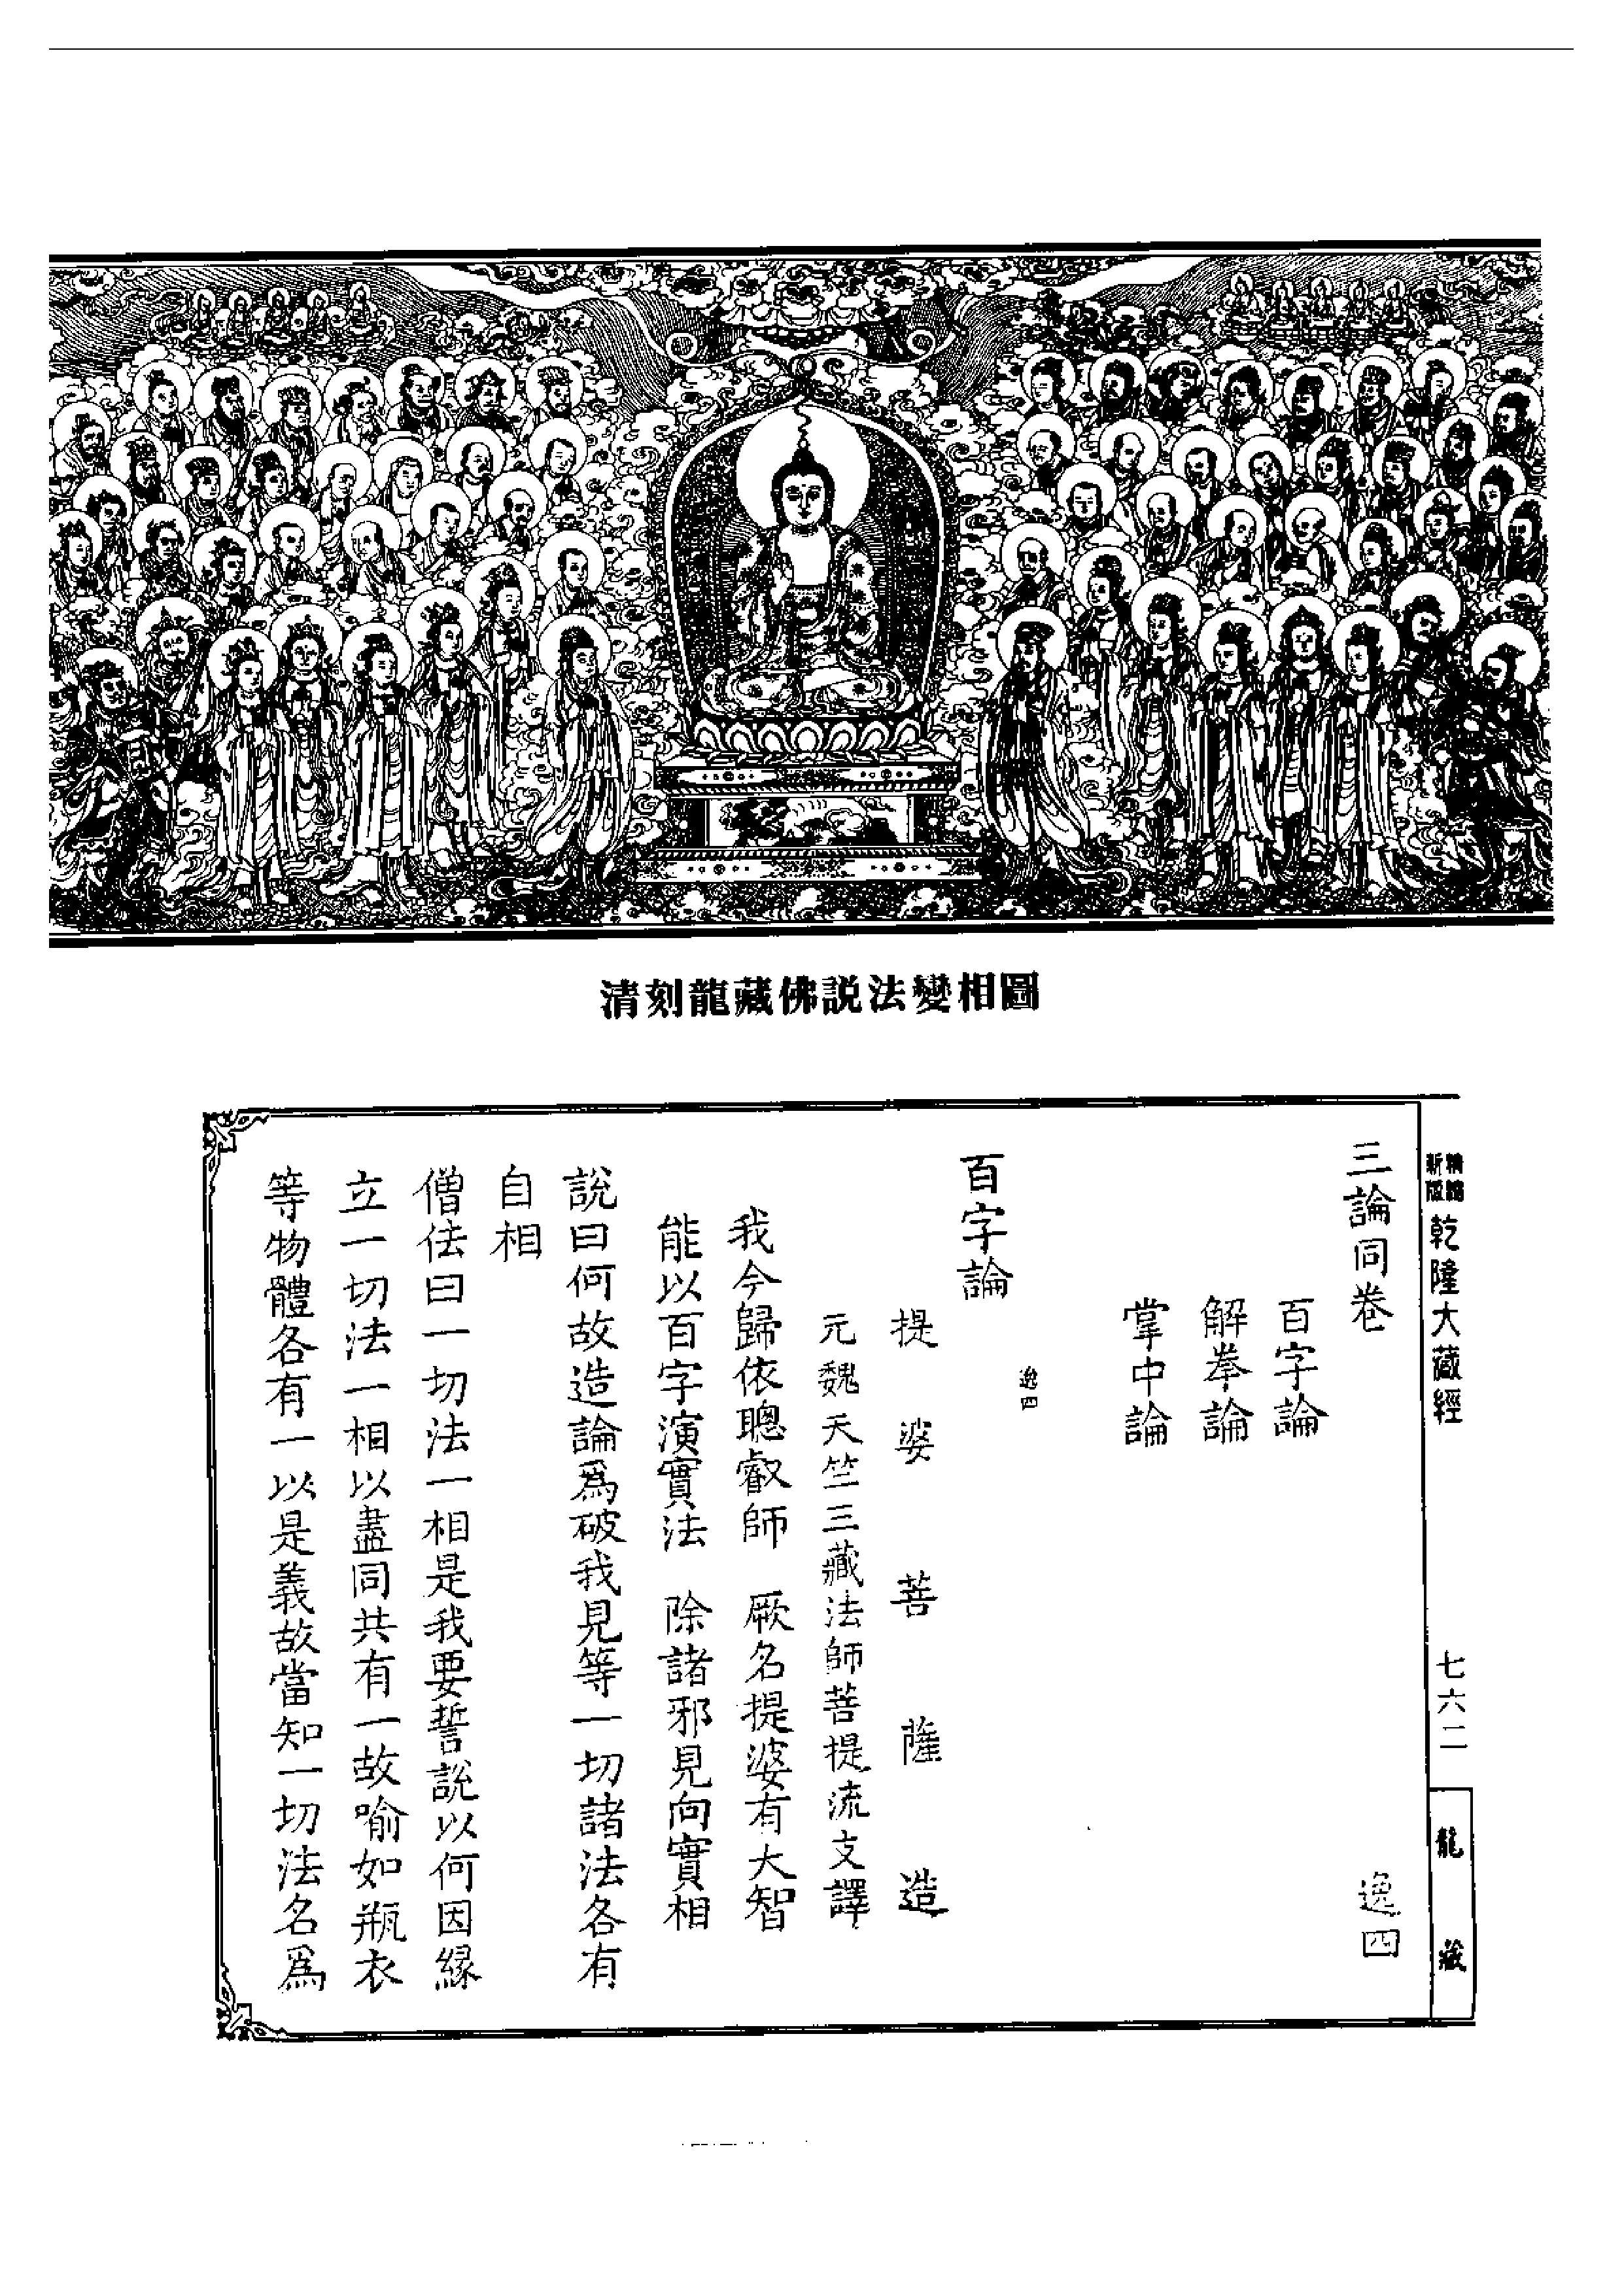 清刻龍藏佛説法變相圖
精縮新版
乾隆大藏經
七六二
龍藏
三論同卷
逸四
百字論
解拳論
掌中論
逸四
百字論
提婆菩薩造
元魏天竺三藏法師菩提流支譯
我今歸依聰叡師 厥名提婆有大智
能以百字演實法 除諸邪見向實相
說曰何故造論爲破我見等一切諸法各有
自相
僧佉曰一切法一相是我要誓說以何因緣
立一切法一相以盡同共有一故喻如瓶衣
等物體各有一以是義故當知一切法名爲